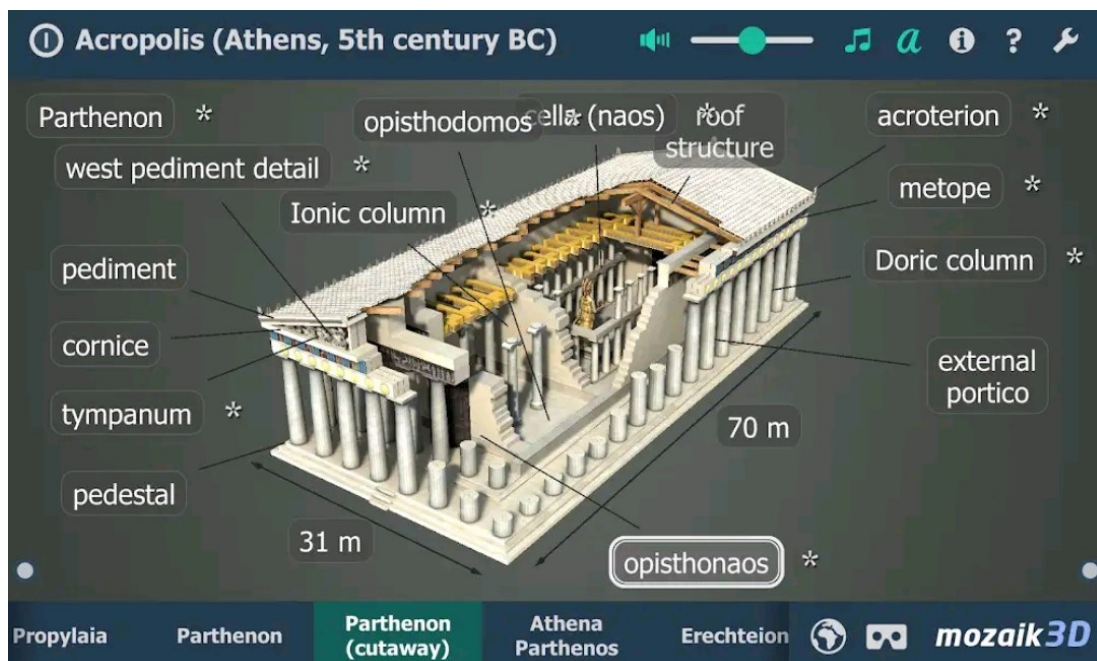 Acropolis (Athens, 5th century BC)
a i ?
Parthenon *
opisthodomos
cella (naos)
roof
structure
acroterion *
west pediment detail *
metope *
Ionic column *
pediment
Doric column *
cornice
external
portico
tympanum *
70 m
pedestal
31 m
opisthonaos *
Propylaia
Parthenon
Parthenon
(cutaway)
Athena
Parthenos
Erechteion
mozaik3D